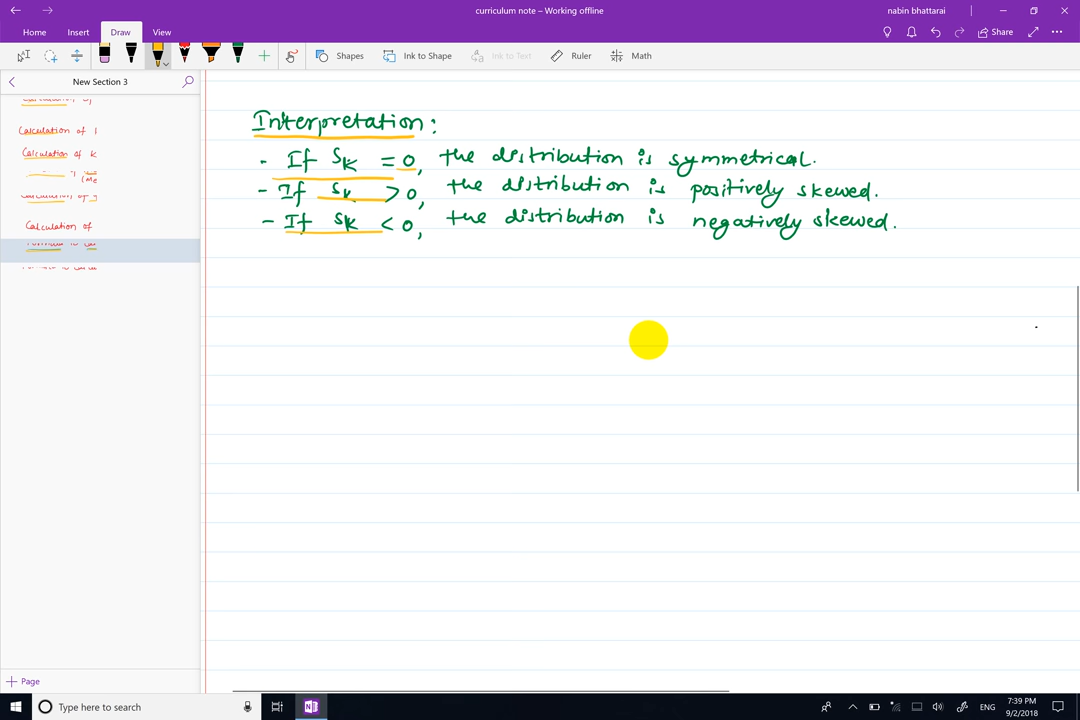 curriculum note – Working offline
nabin bhattarai
Home Insert Draw View
Share
Shapes Ink to Shape Ink to Text Ruler Math
New Section 3
Calculation of
Calculation of
Calculation of
Calculation of
Interpretation:
- If Sk = 0, the distribution is symmetrical.
- If Sk > 0, the distribution is positively skewed.
- If Sk < 0, the distribution is negatively skewed.
+ Page
Type here to search
ENG
7:39 PM
9/2/2018